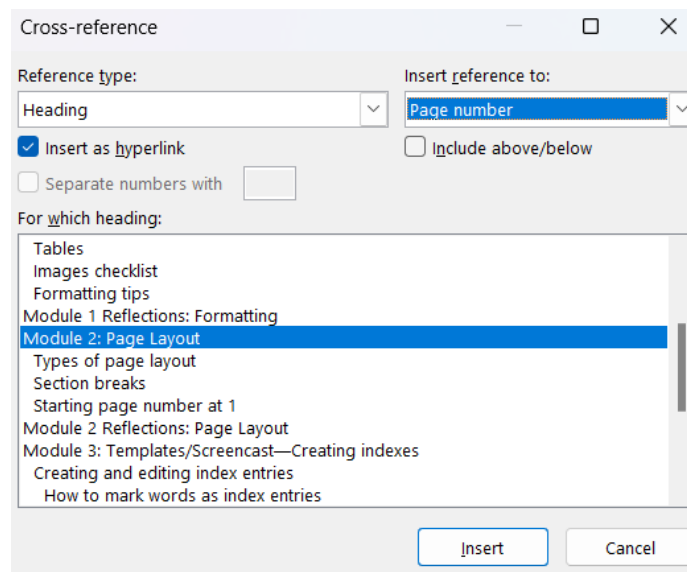 Cross-reference
Reference type:
Insert reference to:
Heading
Page number
Insert as hyperlink
Include above/below
Separate numbers with
For which heading:
Tables
Images checklist
Formatting tips
Module 1 Reflections: Formatting
Module 2: Page Layout
Types of page layout
Section breaks
Starting page number at 1
Module 2 Reflections: Page Layout
Module 3: Templates/Screencast—Creating indexes
Creating and editing index entries
How to mark words as index entries
Insert
Cancel